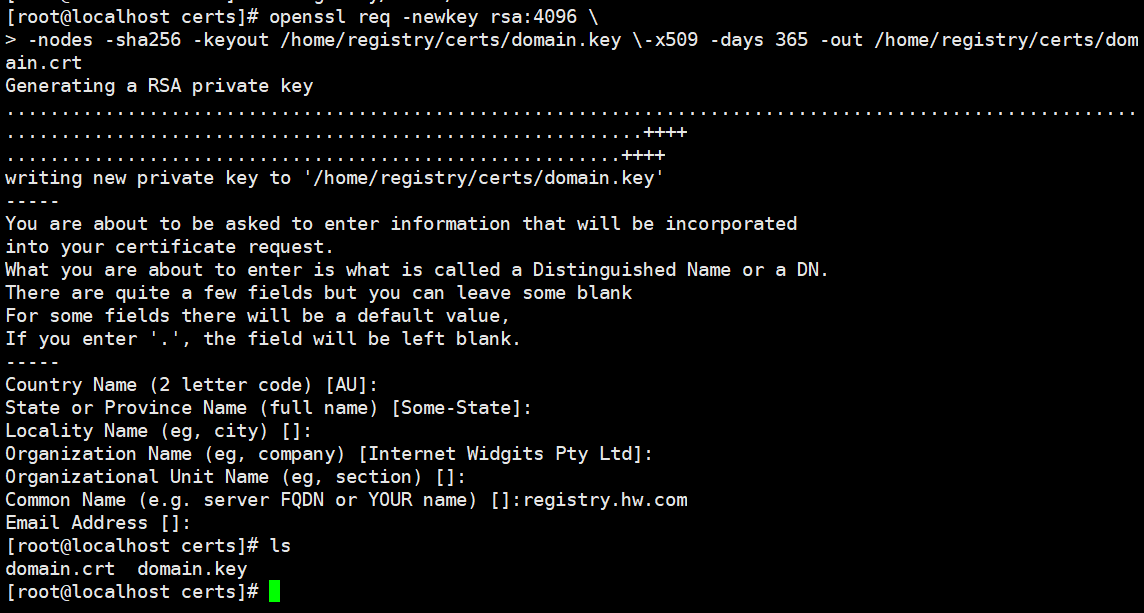 [root@localhost certs]# openssl req -newkey rsa:4096 \
> -nodes -sha256 -keyout /home/registry/certs/domain.key \-x509 -days 365 -out /home/registry/certs/dom
ain.crt
Generating a RSA private key
.......................................................................................................
..........................................................++++
........................................................++++
writing new private key to '/home/registry/certs/domain.key'
-----
You are about to be asked to enter information that will be incorporated
into your certificate request.
What you are about to enter is what is called a Distinguished Name or a DN.
There are quite a few fields but you can leave some blank
For some fields there will be a default value,
If you enter '.', the field will be left blank.
-----
Country Name (2 letter code) [AU]:
State or Province Name (full name) [Some-State]:
Locality Name (eg, city) []:
Organization Name (eg, company) [Internet Widgits Pty Ltd]:
Organizational Unit Name (eg, section) []:
Common Name (e.g. server FQDN or YOUR name) []:registry.hw.com
Email Address []:
[root@localhost certs]# ls
domain.crt  domain.key
[root@localhost certs]#